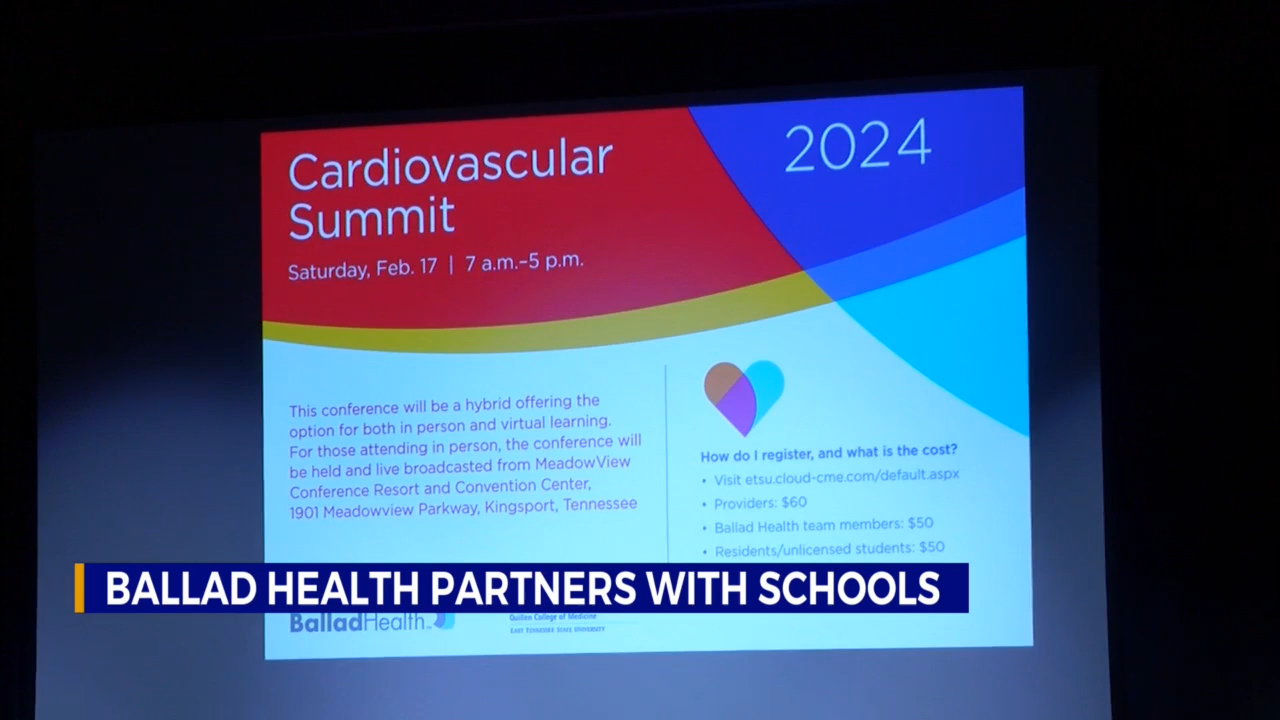 Cardiovascular
Summit
2024
Saturday, Feb. 17 | 7 a.m.–5 p.m.
This conference will be a hybrid offering the
option for both in person and virtual learning.
For those attending in person, the conference will
be held and live broadcasted from MeadowView
Conference Resort and Convention Center,
1901 Meadowview Parkway, Kingsport, Tennessee
How do I register, and what is the cost?
• Visit etsu.cloud-cme.com/default.aspx
• Providers: $60
• Ballad Health team members: $50
• Residents/unlicensed students: $50
BALLAD HEALTH PARTNERS WITH SCHOOLS
BalladHealth
Quillen College of Medicine
EAST TENNESSEE STATE UNIVERSITY